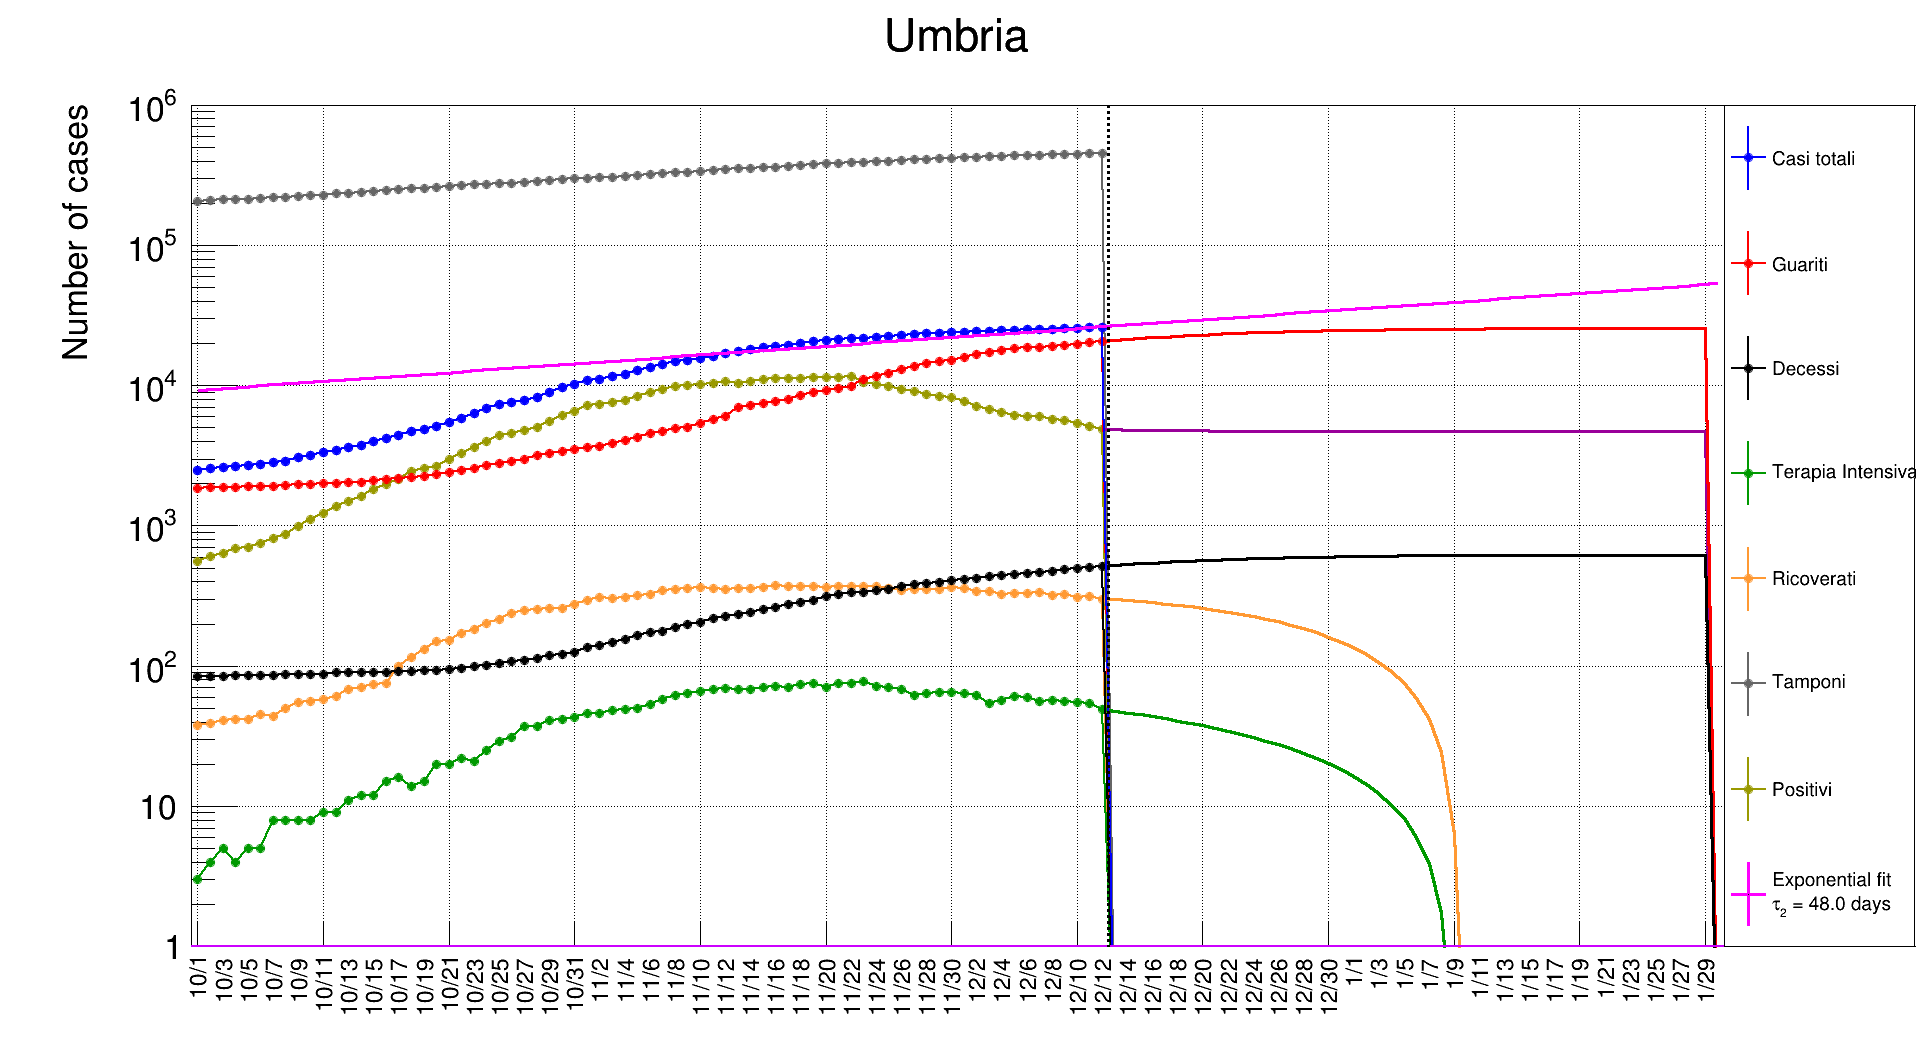 Umbria
Number of cases
10^6
10^5
10^4
10^3
10^2
10
1
10/1 10/3 10/5 10/7 10/9 10/11 10/13 10/15 10/17 10/19 10/21 10/23 10/25 10/27 10/29 10/31 11/2 11/4 11/6 11/8 11/10 11/12 11/14 11/16 11/18 11/20 11/22 11/24 11/26 11/28 11/30 12/2 12/4 12/6 12/8 12/10 12/12 12/14 12/16 12/18 12/20 12/22 12/24 12/26 12/28 12/30 1/1 1/3 1/5 1/7 1/9 1/11 1/13 1/15 1/17 1/19 1/21 1/23 1/25 1/27 1/29
Casi totali
Guariti
Decessi
Terapia Intensiva
Ricoverati
Tamponi
Positivi
Exponential fit
τ₂ = 48.0 days